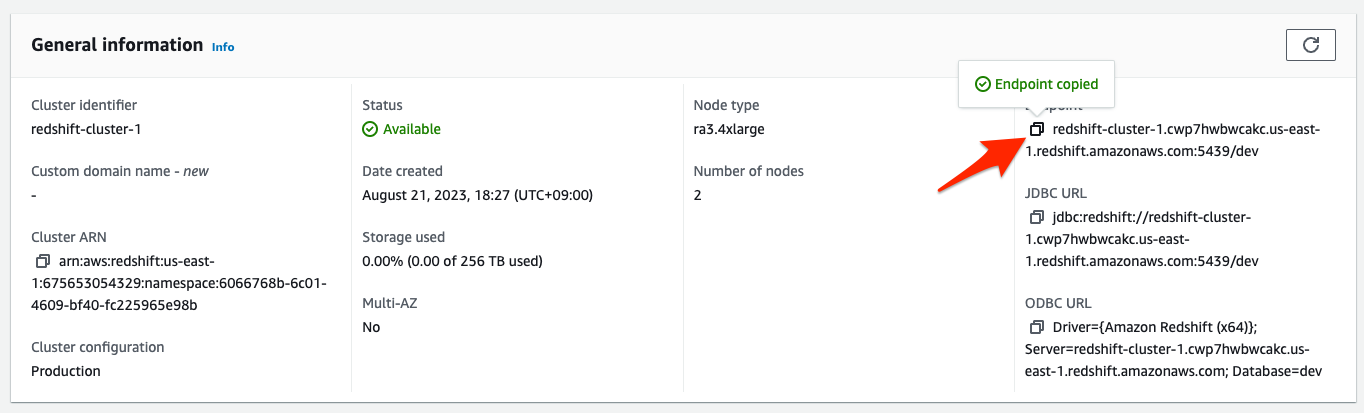 General information Info
Endpoint copied
Cluster identifier
redshift-cluster-1
Custom domain name - new
-
Cluster ARN
arn:aws:redshift:us-east-
1:675653054329:namespace:6066768b-6c01-
4609-bf40-fc225965e98b
Cluster configuration
Production
Status
Available
Date created
August 21, 2023, 18:27 (UTC+09:00)
Storage used
0.00% (0.00 of 256 TB used)
Multi-AZ
No
Node type
ra3.4xlarge
Number of nodes
2
Endpoint
redshift-cluster-1.cwp7hwbwcakc.us-east-
1.redshift.amazonaws.com:5439/dev
JDBC URL
jdbc:redshift://redshift-cluster-
1.cwp7hwbwcakc.us-east-
1.redshift.amazonaws.com:5439/dev
ODBC URL
Driver={Amazon Redshift (x64)};
Server=redshift-cluster-1.cwp7hwbwcakc.us-
east-1.redshift.amazonaws.com; Database=dev